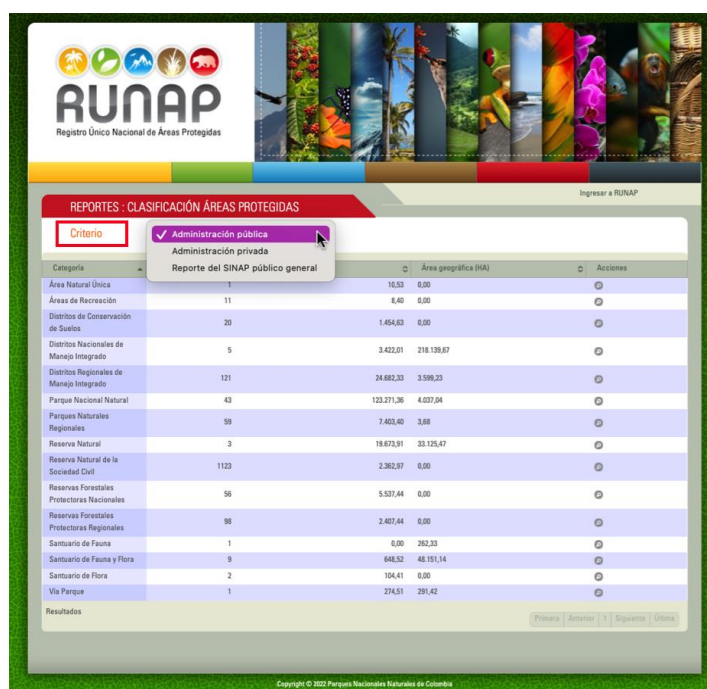 RUNAP
Registro Único Nacional de Áreas Protegidas
Ingresar a RUNAP
REPORTES : CLASIFICACIÓN ÁREAS PROTEGIDAS
Criterio
✓ Administración pública
Administración privada
Reporte del SINAP público general
Categoría Área geográfica (HA) Acciones
Área Natural Única 1 10,53 0,00
Áreas de Recreación 11 8,40 0,00
Distritos de Conservación
de Suelos 20 1.454,63 0,00
Distritos Nacionales de
Manejo Integrado 5 3.422,01 218.139,67
Distritos Regionales de
Manejo Integrado 121 24.682,33 3.599,23
Parque Nacional Natural 43 123.271,36 4.037,04
Parques Naturales
Regionales 59 7.403,40 3,68
Reserva Natural 3 19.673,91 33.125,47
Reserva Natural de la
Sociedad Civil 1123 2.362,97 0,00
Reservas Forestales
Protectoras Nacionales 56 5.537,44 0,00
Reservas Forestales
Protectoras Regionales 98 2.407,44 0,00
Santuario de Fauna 1 0,00 262,33
Santuario de Fauna y Flora 9 648,52 48.151,14
Santuario de Flora 2 104,41 0,00
Vía Parque 1 274,51 291,42
Resultados
Primera Anterior 1 Siguiente Última
Copyright © 2022 Parques Nacionales Naturales de Colombia